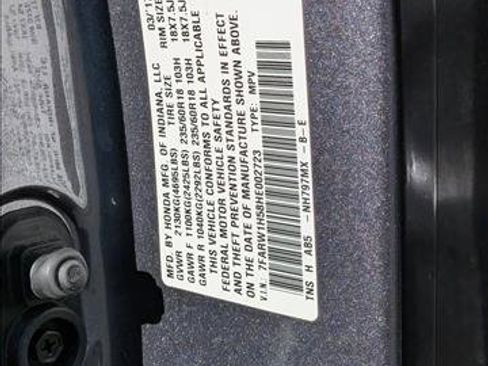 MFD. BY HONDA MFG. OF INDIANA, LLC 03/1
GVWR 2130KG(4695LBS) TIRE SIZE RIM SIZE
GAWR F 1100KG(2425LBS) 235/60R18 103H 18X7.5J
GAWR R 1040KG(2292LBS) 235/60R18 103H 18X7.5J
THIS VEHICLE CONFORMS TO ALL APPLICABLE
FEDERAL MOTOR VEHICLE SAFETY
AND THEFT PREVENTION STANDARDS IN EFFECT
ON THE DATE OF MANUFACTURE SHOWN ABOVE.
V.I.N.: 7FARW1H58HE002723 TYPE: MPV
TNS H AB5 -NH797MX -B-E